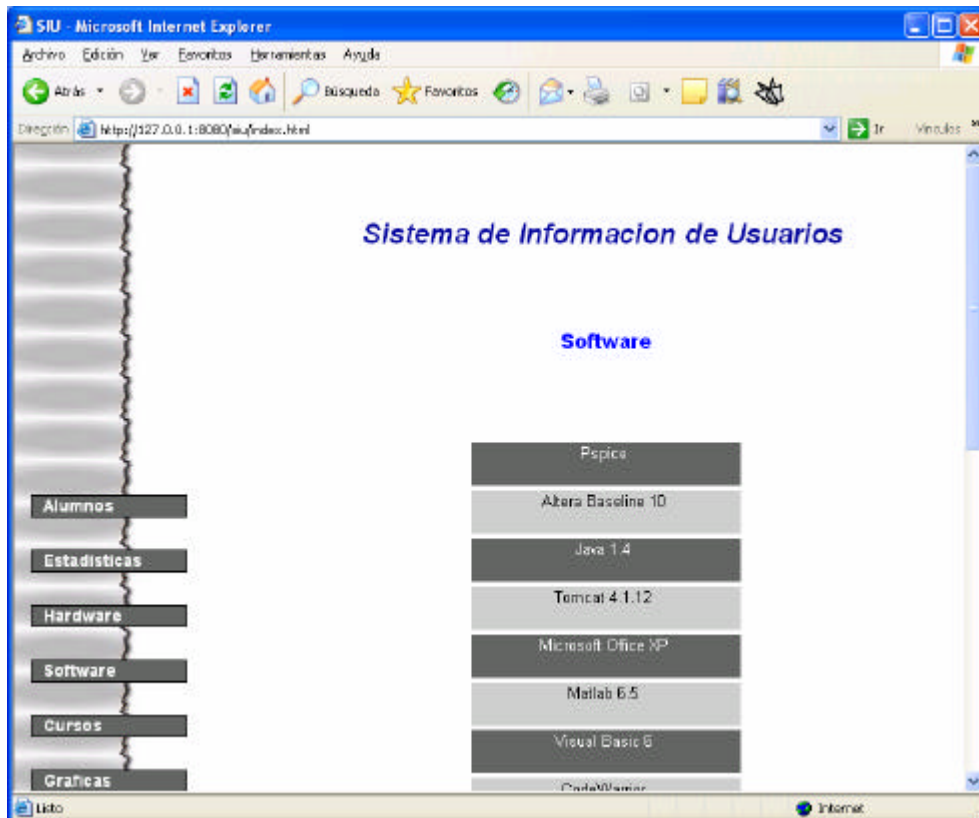 SIU - Microsoft Internet Explorer
Archivo Edición Ver Favoritos Herramientas Ayuda
Atrás Búsqueda Favoritos
Dirección http://127.0.0.1:8080/siu/index.html Ir Vínculos »
Sistema de Informacion de Usuarios
Software
Pspice
Altera Baseline 10
Java 1.4
Tomcat 4.1.12
Microsoft Office XP
Matlab 6.5
Visual Basic 6
CodeWarrior
Alumnos
Estadísticas
Hardware
Software
Cursos
Graficas
Listo Internet